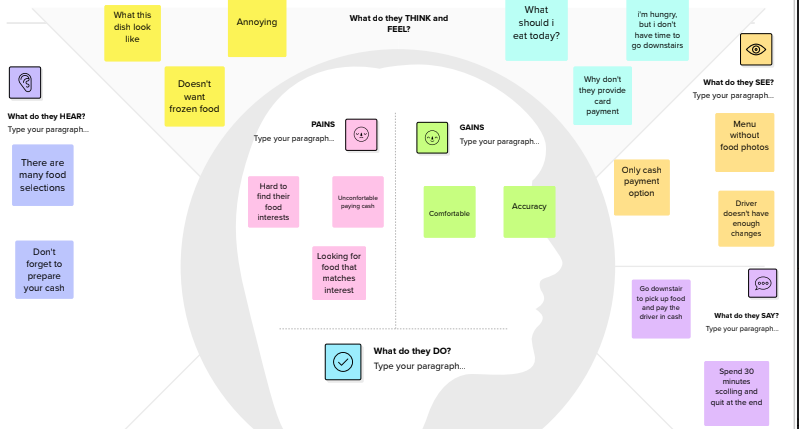 What this
dish look
like
Annoying
Doesn't
want
frozen food
What do they THINK and
FEEL?
What
should i
eat today?
i'm hungry,
but i don't
have time to
go downstairs
Why don't
they provide
card
payment
What do they HEAR?
Type your paragraph...
There are
many food
selections
Don't
forget to
prepare
your cash
PAINS
Type your paragraph...
Hard to
find their
food
interests
Unconfortable
paying cash
Looking for
food that
matches
interest
GAINS
Type your paragraph...
Comfortable
Accuracy
What do they SEE?
Type your paragraph...
Menu
without
food photos
Only cash
payment
option
Driver
doesn't have
enough
changes
Go downstair
to pick up food
and pay the
driver in cash
What do they SAY?
Type your paragraph...
Spend 30
minutes
scolling and
quit at the end
What do they DO?
Type your paragraph...